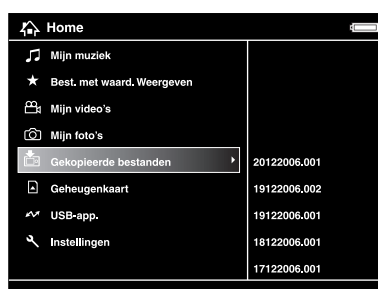 Home
Mijn muziek
Best. met waard. Weergeven
Mijn video's
Mijn foto's
Gekopieerde bestanden
20122006.001
Geheugenkaart
19122006.002
USB-app.
19122006.001
Instellingen
18122006.001
17122006.001